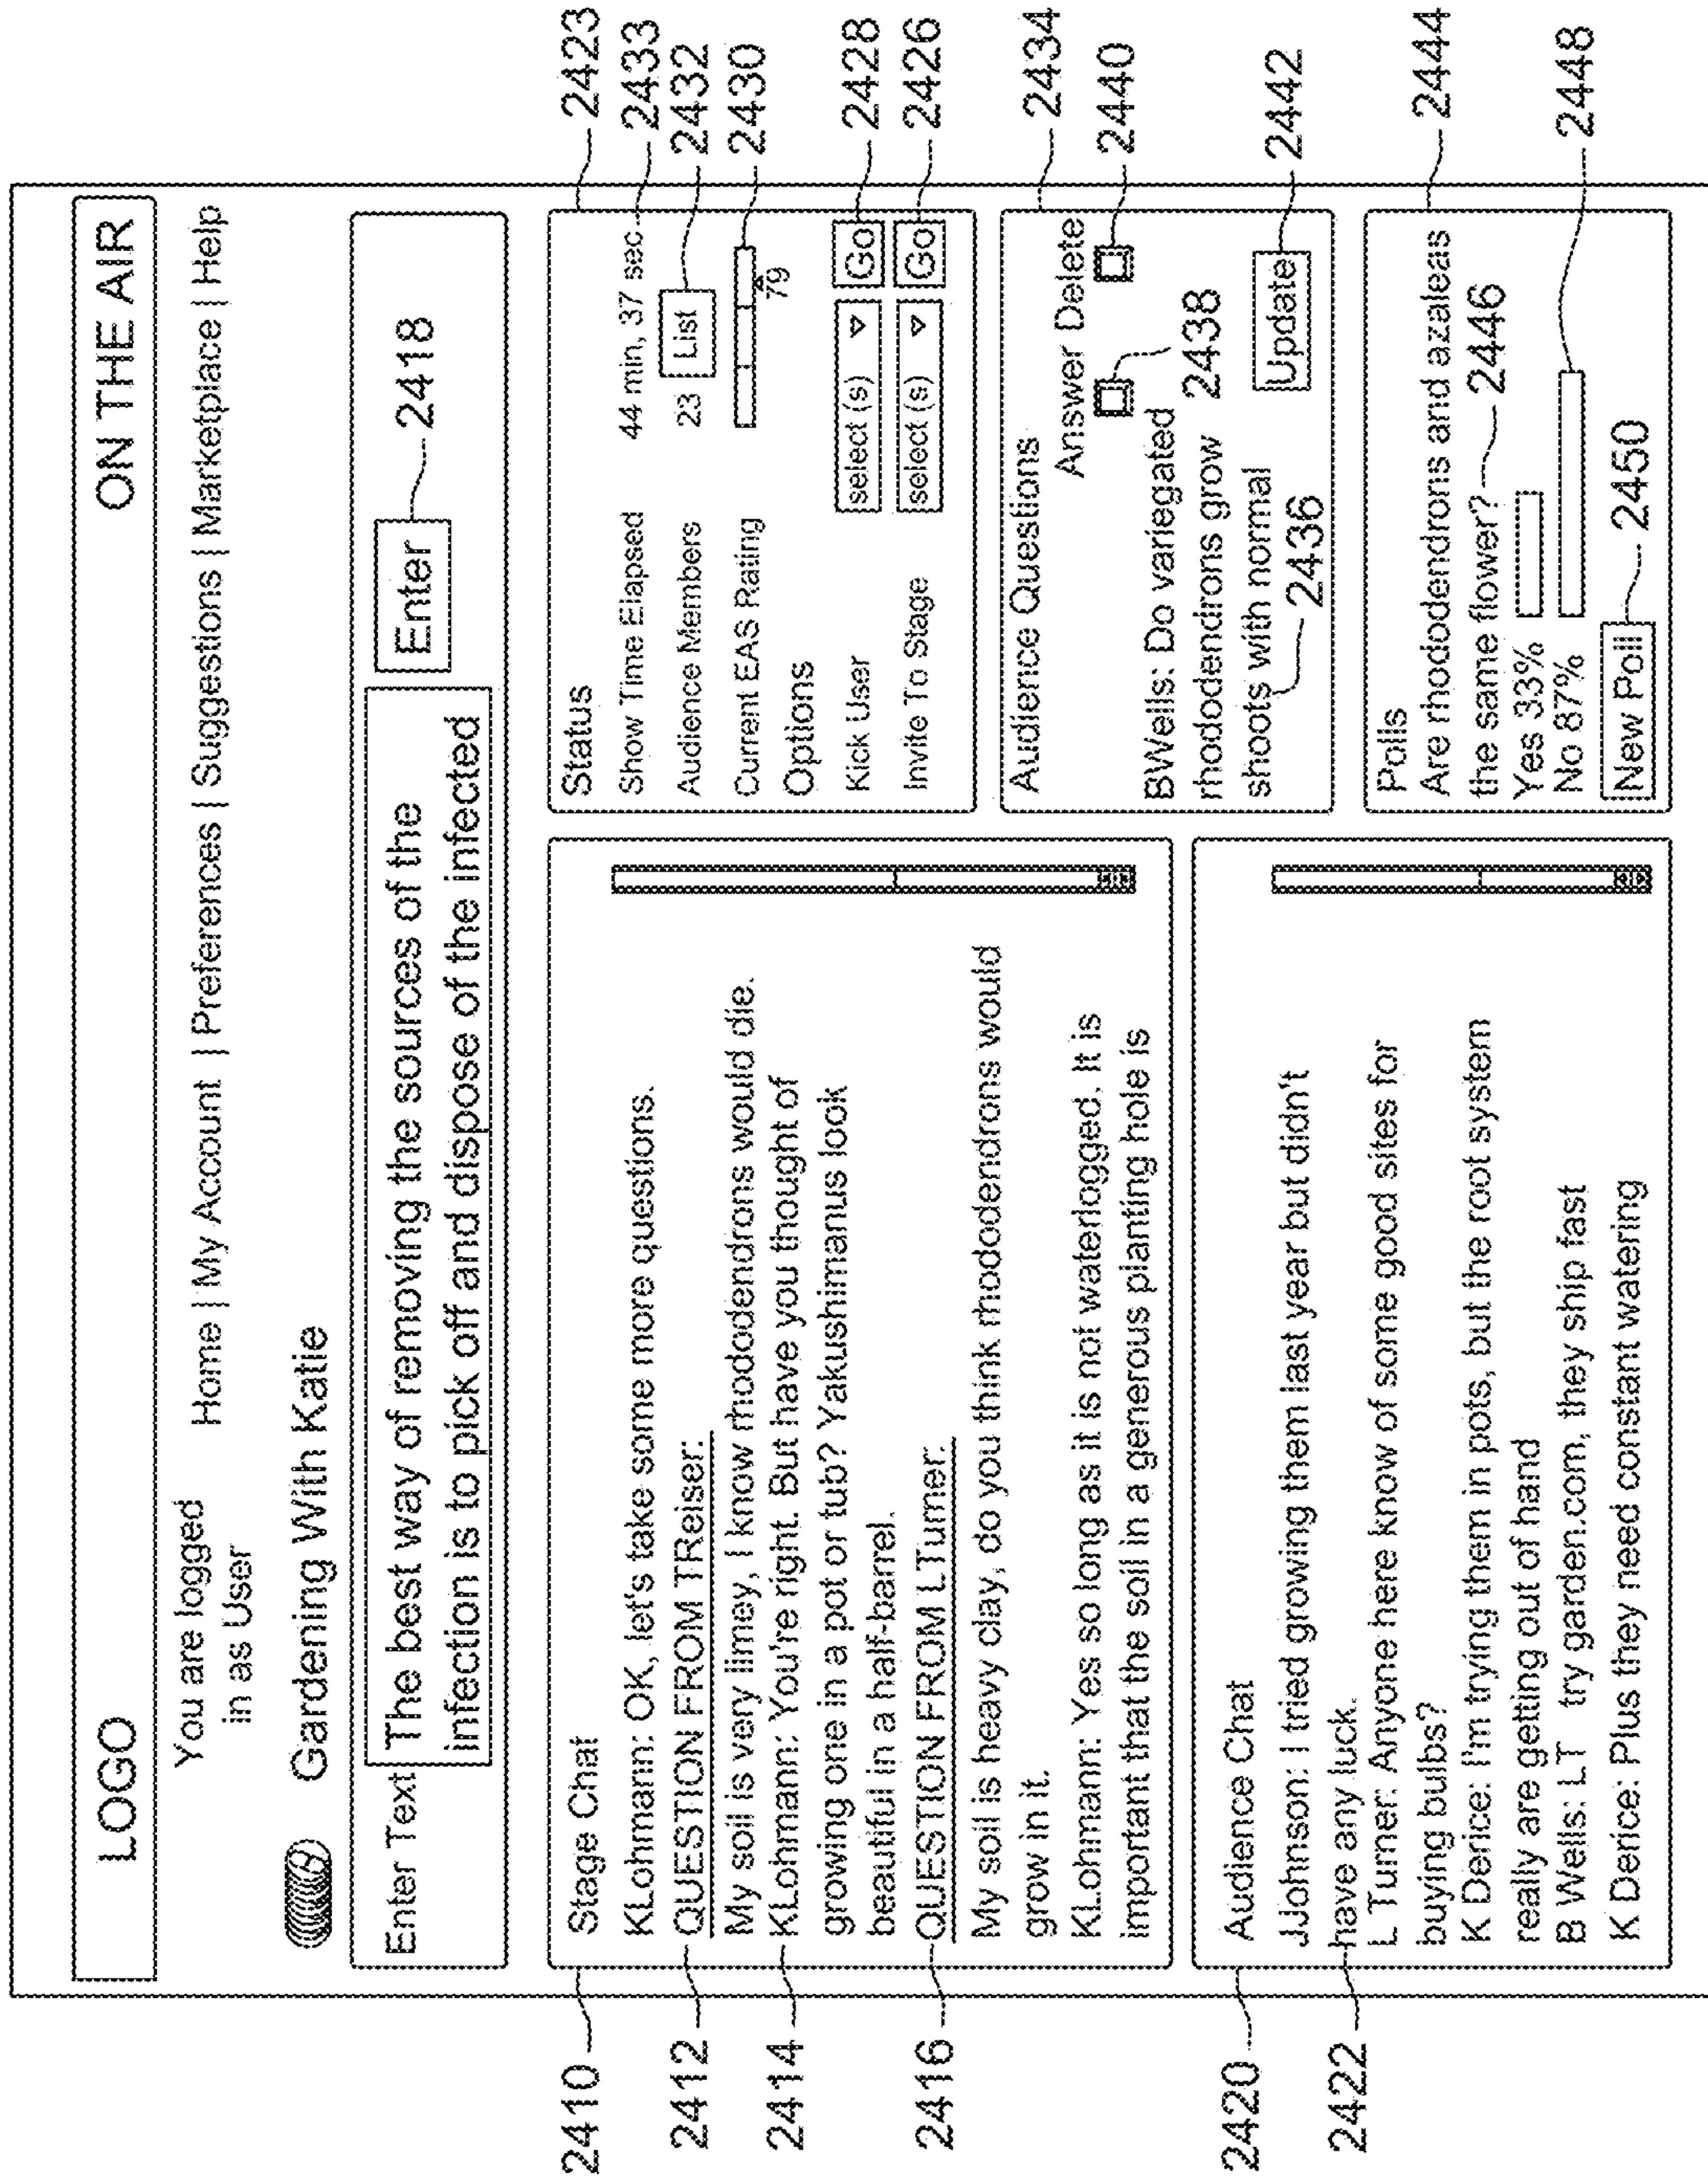 LOGO ON THE AIR
You are logged
in as User
Home | My Account | Preferences | Suggestions | Marketplace | Help
Gardening With Katie
Enter Text
The best way of removing the sources of the
infection is to pick off and dispose of the infected
Enter
2418
2410
Stage Chat
KLohmann: OK, let's take some more questions.
2412
QUESTION FROM TReiser:
My soil is very limey, I know rhododendrons would die.
2414
KLohmann: You're right. But have you thought of
growing one in a pot or tub? Yakushimanus look
beautiful in a half-barrel.
2416
QUESTION FROM LTurner:
My soil is heavy clay, do you think rhododendrons would
grow in it.
KLohmann: Yes so long as it is not waterlogged. It is
important that the soil in a generous planting hole is
2420
Audience Chat
JJohnson: I tried growing them last year but didn't
have any luck.
2422
L Turner: Anyone here know of some good sites for
buying bulbs?
K Derice: I'm trying them in pots, but the root system
really are getting out of hand
B Wells: LT try garden.com, they ship fast
K Derice: Plus they need constant watering
Status
2423
Show Time Elapsed 44 min, 37 sec.
2433
Audience Members 23 List
2432
Current EAS Rating
79
2430
Options
Kick User select (s) Go
2428
Invite To Stage select (s) Go
2426
Audience Questions
2434
Answer Delete
2440
BWells: Do variegated
rhododendrons grow
shoots with normal
2438
2436
Update
2442
Polls
2444
Are rhododendrons and azaleas
the same flower?
2446
Yes 33%
No 87%
2448
New Poll
2450